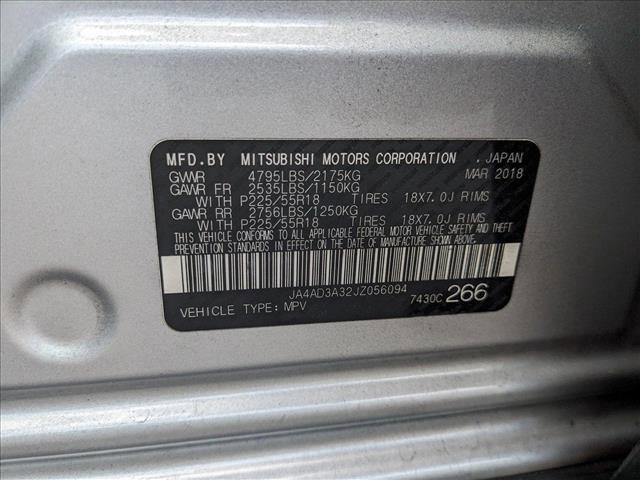 MFD.BY MITSUBISHI MOTORS CORPORATION . JAPAN
GVWR 4795LBS/2175KG MAR 2018
GAWR FR 2535LBS/1150KG
WITH P225/55R18 TIRES 18X7.0J RIMS
GAWR RR 2756LBS/1250KG
WITH P225/55R18 TIRES 18X7.0J RIMS
THIS VEHICLE CONFORMS TO ALL APPLICABLE FEDERAL MOTOR VEHICLE SAFETY AND THEFT
PREVENTION STANDARDS IN EFFECT ON THE DATE OF MANUFACTURE SHOWN ABOVE.
JA4AD3A32JZ056094
VEHICLE TYPE: MPV 7430C 266